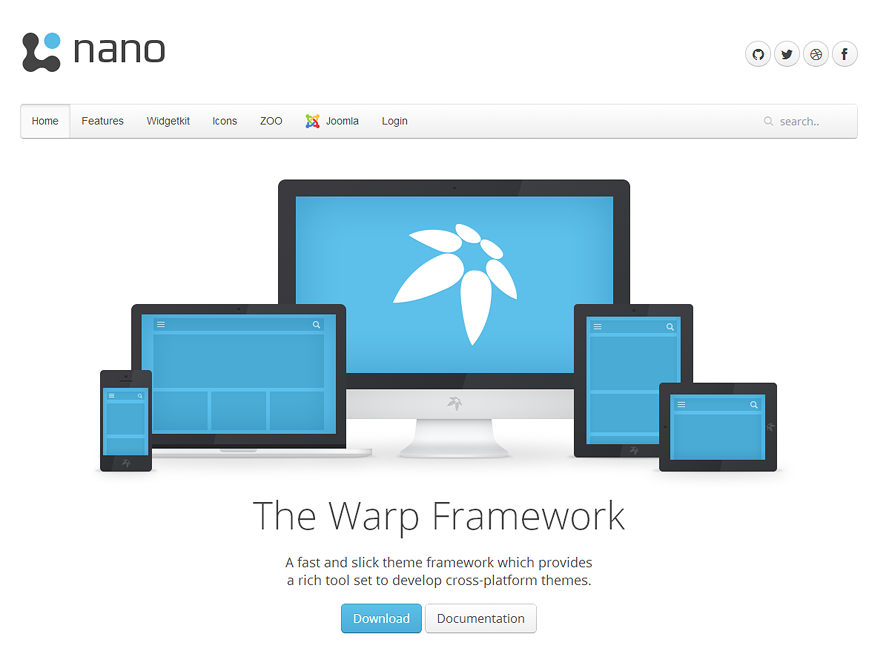 nano
Home Features Widgetkit Icons ZOO Joomla Login search..
The Warp Framework
A fast and slick theme framework which provides
a rich tool set to develop cross-platform themes.
Download Documentation